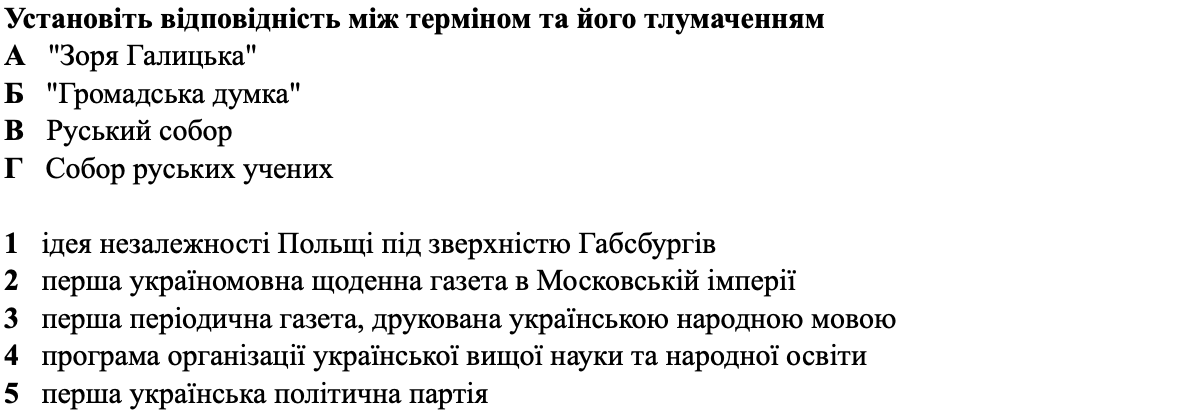 Установіть відповідність між терміном та його тлумаченням
А "Зоря Галицька"
Б "Громадська думка"
В Руський собор
Г Собор руських учених
1 ідея незалежності Польщі під зверхністю Габсбургів
2 перша україномовна щоденна газета в Московській імперії
3 перша періодична газета, друкована українською народною мовою
4 програма організації української вищої науки та народної освіти
5 перша українська політична партія